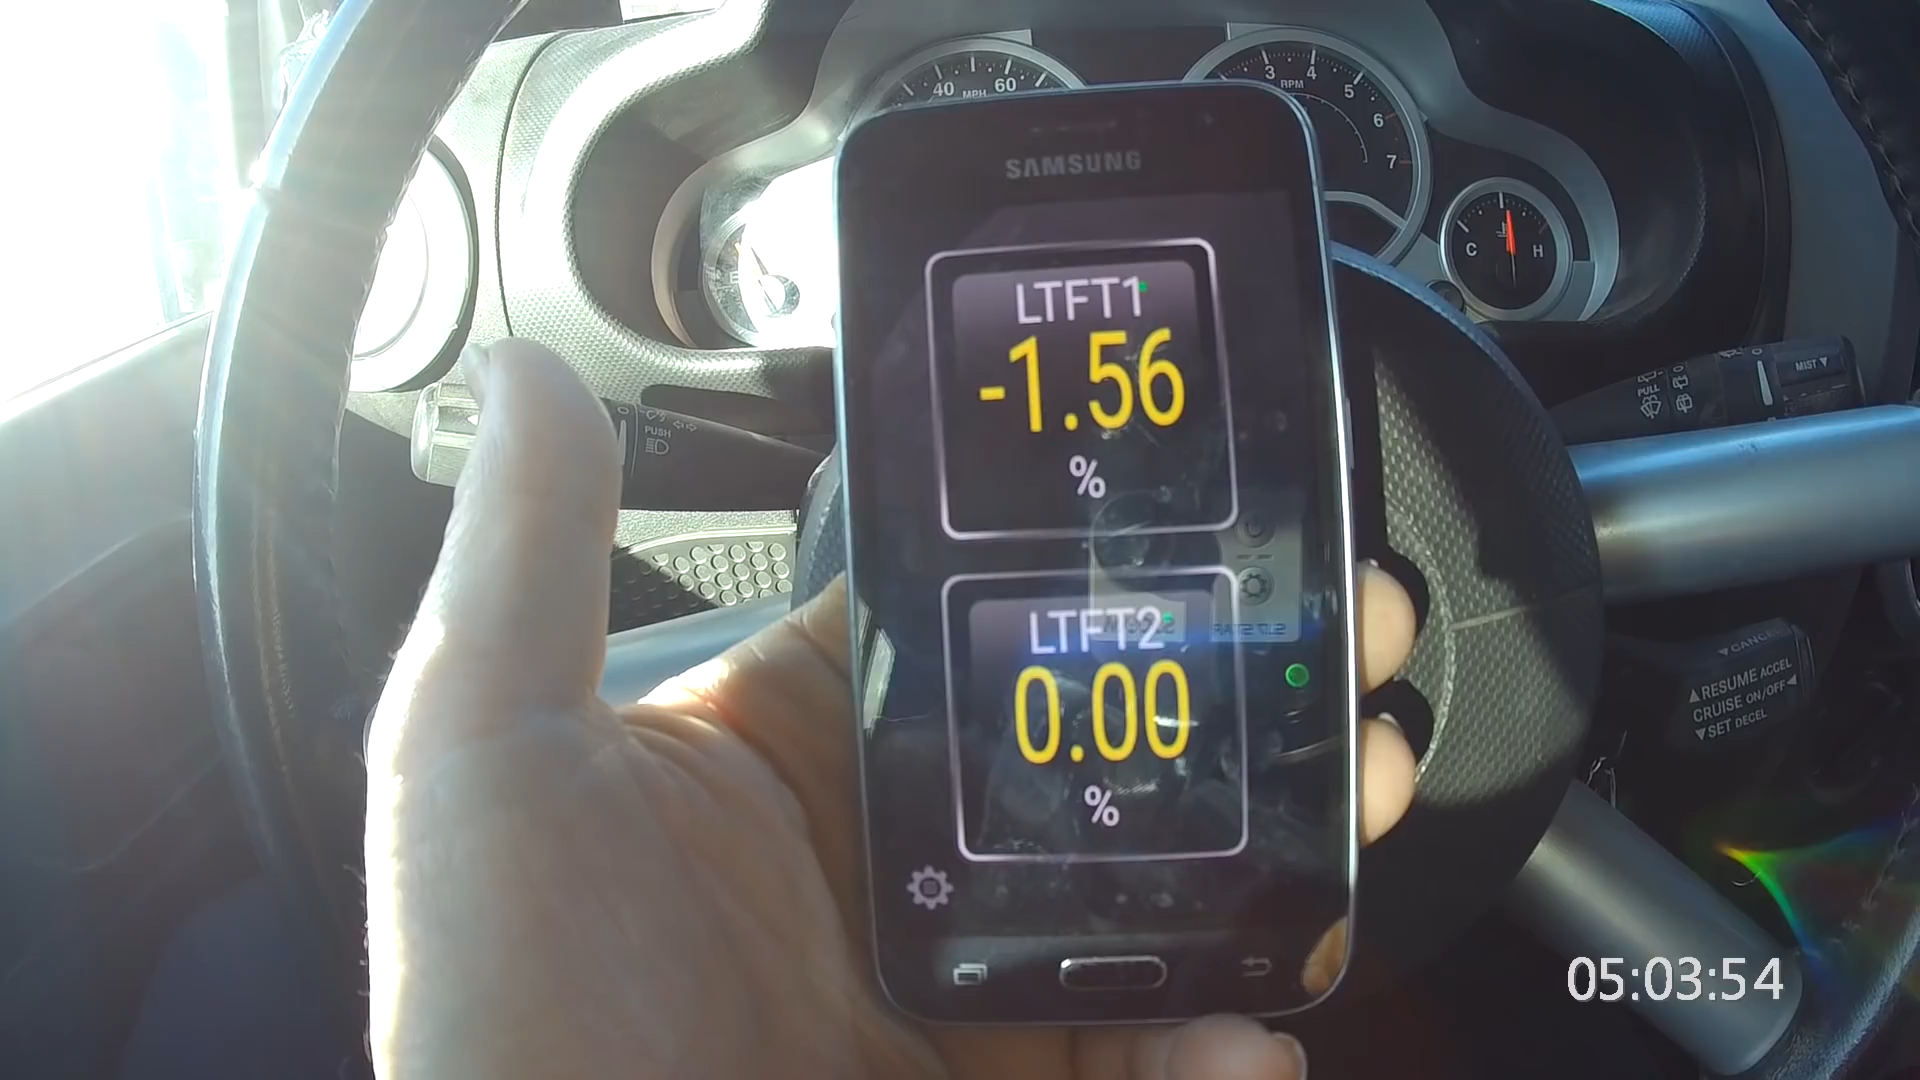 40 MPH 60
3 4 5 6 7
RPM
SAMSUNG
C H
LTFT1
-1.56
%
LTFT2
0.00
%
PUSH
PULL
MIST▼
▼CANCEL
▲RESUME ACCEL
CRUISE ON/OFF◀
▼SET DECEL
05:03:54